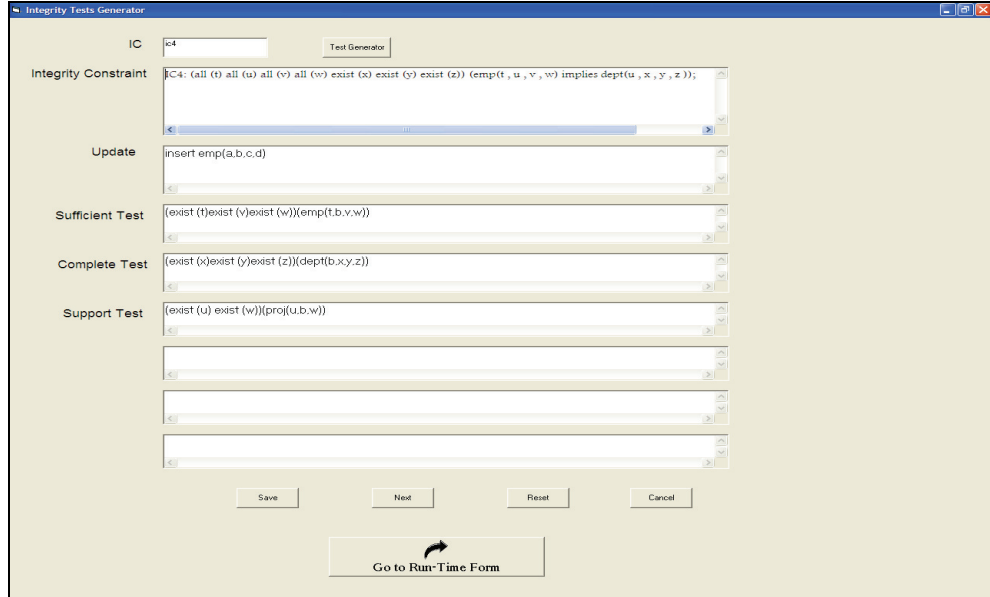 Integrity Tests Generator
IC
ic4
Test Generator
Integrity Constraint
IC4: (all (t) all (u) all (v) all (w) exist (x) exist (y) exist (z)) (emp(t , u , v , w) implies dept(u , x , y , z ));
Update
insert emp(a,b,c,d)
Sufficient Test
(exist (t)exist (v)exist (w))(emp(t,b,v,w))
Complete Test
(exist (x)exist (y)exist (z))(dept(b,x,y,z))
Support Test
(exist (u) exist (w))(proj(u,b,w))
Save Next Reset Cancel
Go to Run-Time Form